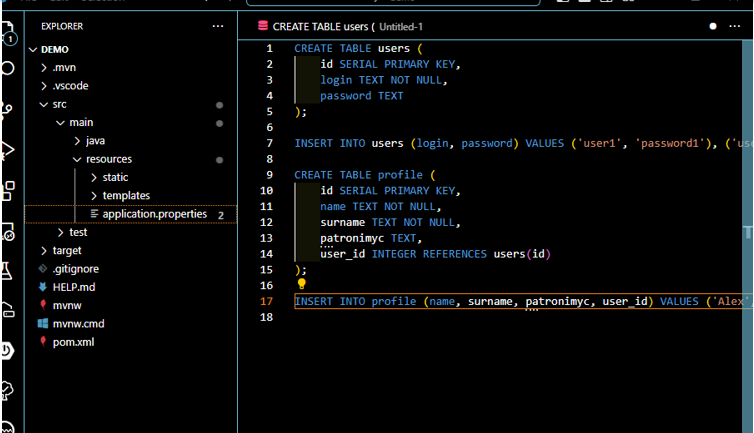 EXPLORER
···
CREATE TABLE users ( Untitled-1
···
1
DEMO
.mvn
.vscode
src
main
java
resources
static
templates
application.properties 2
test
target
.gitignore
HELP.md
mvnw
mvnw.cmd
pom.xml
1 CREATE TABLE users (
2 id SERIAL PRIMARY KEY,
3 login TEXT NOT NULL,
4 password TEXT
5 );
6
7 INSERT INTO users (login, password) VALUES ('user1', 'password1'), ('use
8
9 CREATE TABLE profile (
10 id SERIAL PRIMARY KEY,
11 name TEXT NOT NULL,
12 surname TEXT NOT NULL,
13 patronimyc TEXT,
14 user_id INTEGER REFERENCES users(id)
15 );
16
17 INSERT INTO profile (name, surname, patronimyc, user_id) VALUES ('Alex',
18